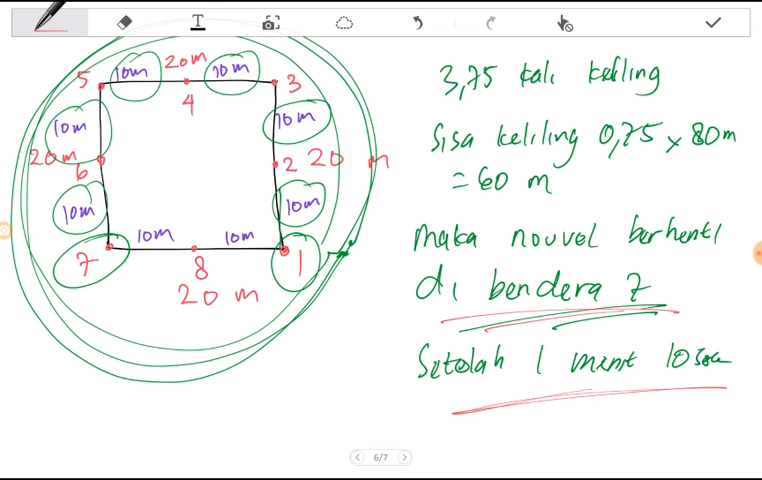 20m
5 10m 10m 3
4
10m 10m
20m 2 20 m
6
10m 10m
10m 10m
7 8 1
20 m
3,75 kali keliling
Sisa keliling 0,75 x 80m
= 60 m
Maka nouvel berhenti
di bendera 7
Setelah 1 menit 10
6/7